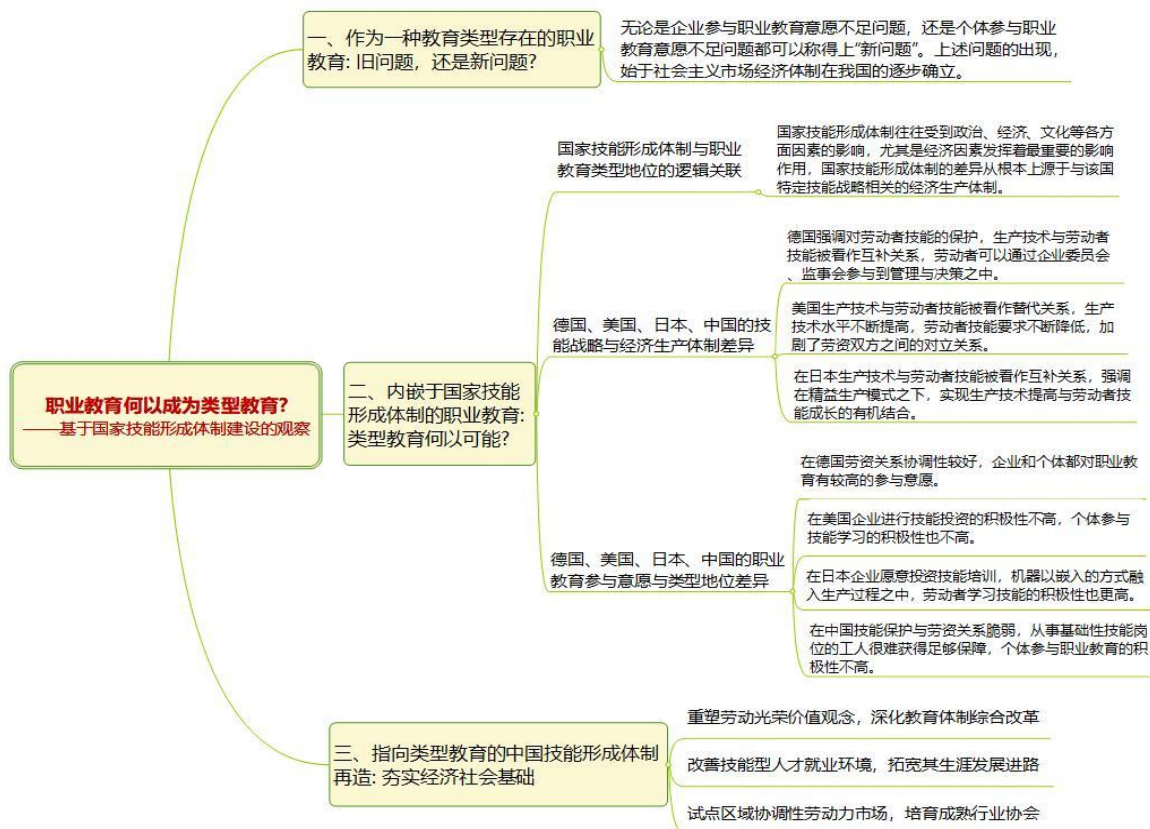 一、作为一种教育类型存在的职业
教育: 旧问题，还是新问题?
无论是企业参与职业教育意愿不足问题，还是个体参与职业
教育意愿不足问题都可以称得上“新问题”。上述问题的出现，
始于社会主义市场经济体制在我国的逐步确立。
职业教育何以成为类型教育?
——基于国家技能形成体制建设的观察
二、内嵌于国家技能
形成体制的职业教育:
类型教育何以可能?
国家技能形成体制与职业
教育类型地位的逻辑关联
国家技能形成体制往往受到政治、经济、文化等各方
面因素的影响，尤其是经济因素发挥着最重要的影响
作用，国家技能形成体制的差异从根本上源于与该国
特定技能战略相关的经济生产体制。
德国、美国、日本、中国的技
能战略与经济生产体制差异
德国强调对劳动者技能的保护，生产技术与劳动者
技能被看作互补关系，劳动者可以通过企业委员会
、监事会参与到管理与决策之中。
美国生产技术与劳动者技能被看作替代关系，生产
技术水平不断提高，劳动者技能要求不断降低，加
剧了劳资双方之间的对立关系。
在日本生产技术与劳动者技能被看作互补关系，强调
在精益生产模式之下，实现生产技术提高与劳动者技
能成长的有机结合。
德国、美国、日本、中国的职业
教育参与意愿与类型地位差异
在德国劳资关系协调性较好，企业和个体都对职业教
育有较高的参与意愿。
在美国企业进行技能投资的积极性不高，个体参与
技能学习的积极性也不高。
在日本企业愿意投资技能培训，机器以嵌入的方式融
入生产过程之中，劳动者学习技能的积极性也更高。
在中国技能保护与劳资关系脆弱，从事基础性技能岗
位的工人很难获得足够保障，个体参与职业教育的积
极性不高。
三、指向类型教育的中国技能形成体制
再造: 夯实经济社会基础
重塑劳动光荣价值观念，深化教育体制综合改革
改善技能型人才就业环境，拓宽其生涯发展进路
试点区域协调性劳动力市场，培育成熟行业协会